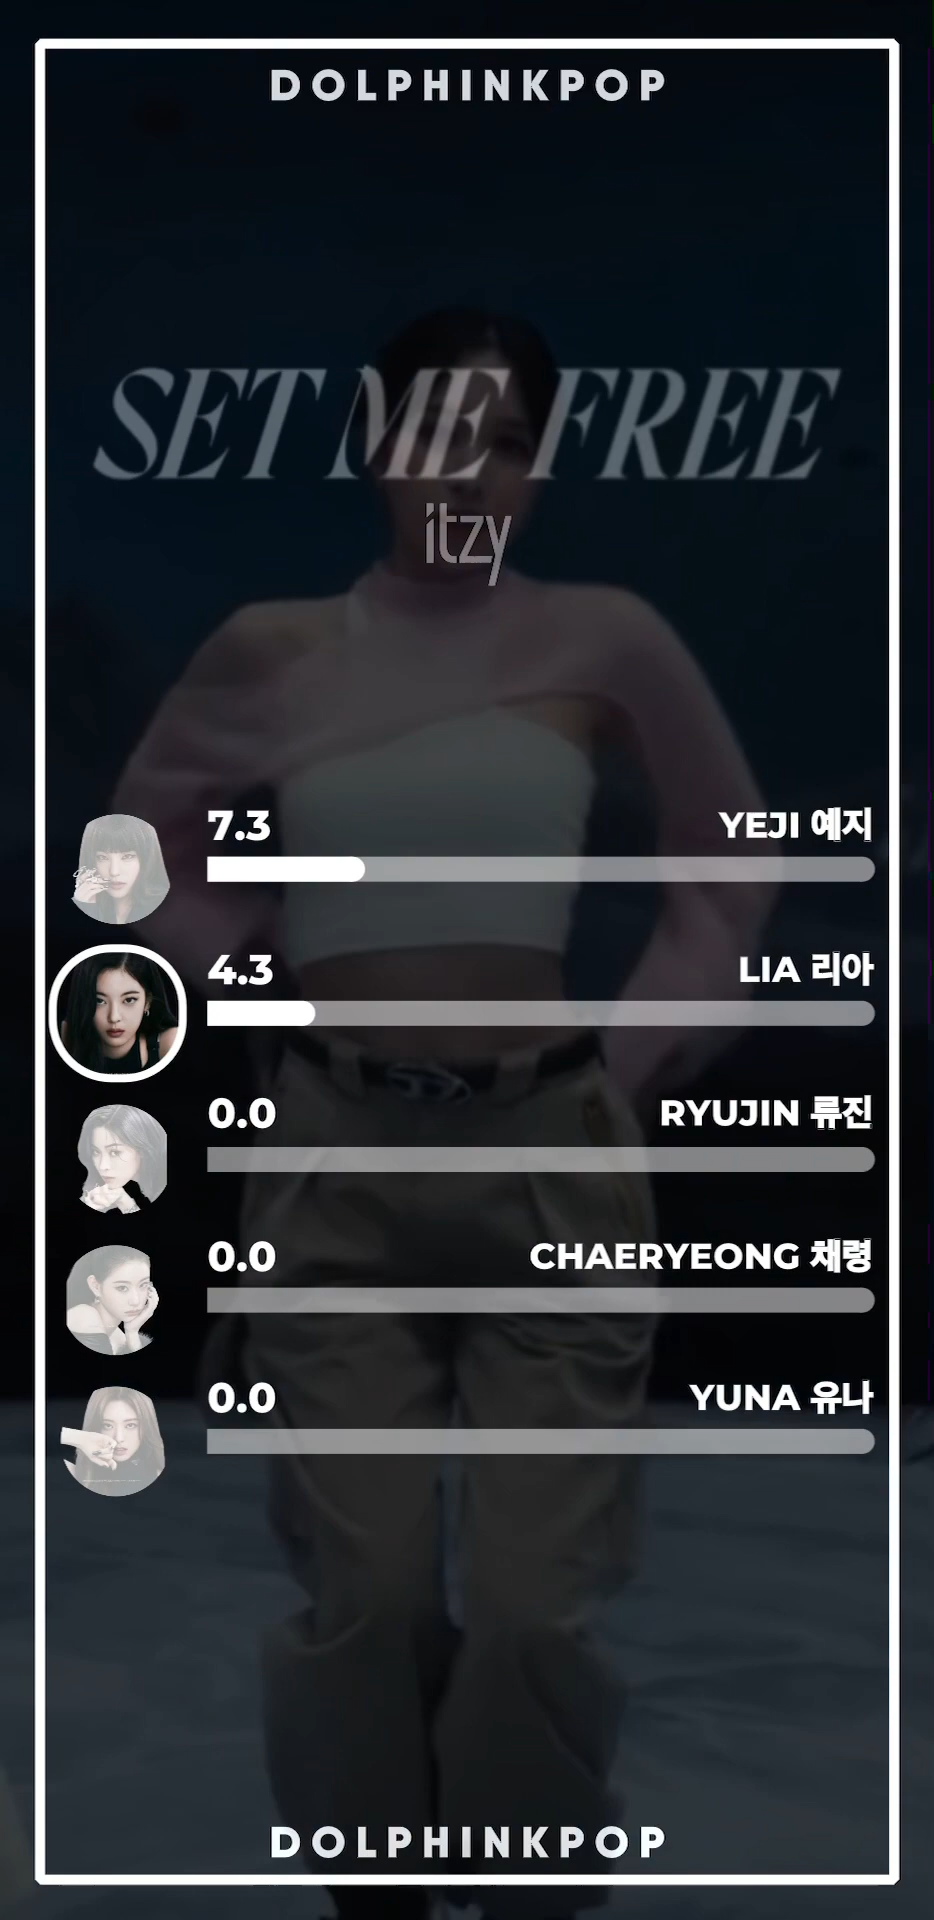 DOLPHINKPOP
SET ME FREE
itzy
7.3 YEJI 예지
4.3 LIA 리아
0.0 RYUJIN 류진
0.0 CHAERYEONG 채령
0.0 YUNA 유나
DOLPHINKPOP